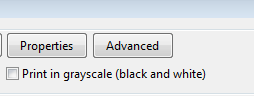 Properties Advanced
Print in grayscale (black and white)